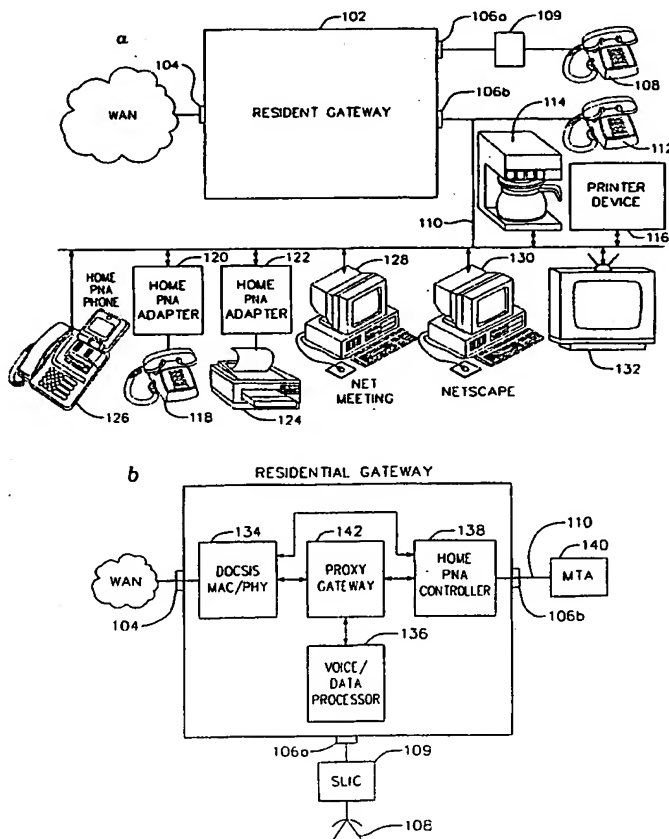 a
102
106a
109
104
WAN
RESIDENT GATEWAY
108
106b
114
112
PRINTER
DEVICE
110
116
120
122
128
130
HOME
PNA
PHONE
HOME
PNA
ADAPTER
HOME
PNA
ADAPTER
126
118
124
NET
MEETING
NETSCAPE
132
b
RESIDENTIAL GATEWAY
134
142
138
110
140
WAN
104
DOCSIS
MAC/PHY
PROXY
GATEWAY
HOME
PNA
CONTROLLER
MTA
106b
136
VOICE/
DATA
PROCESSOR
106a
109
SLIC
108